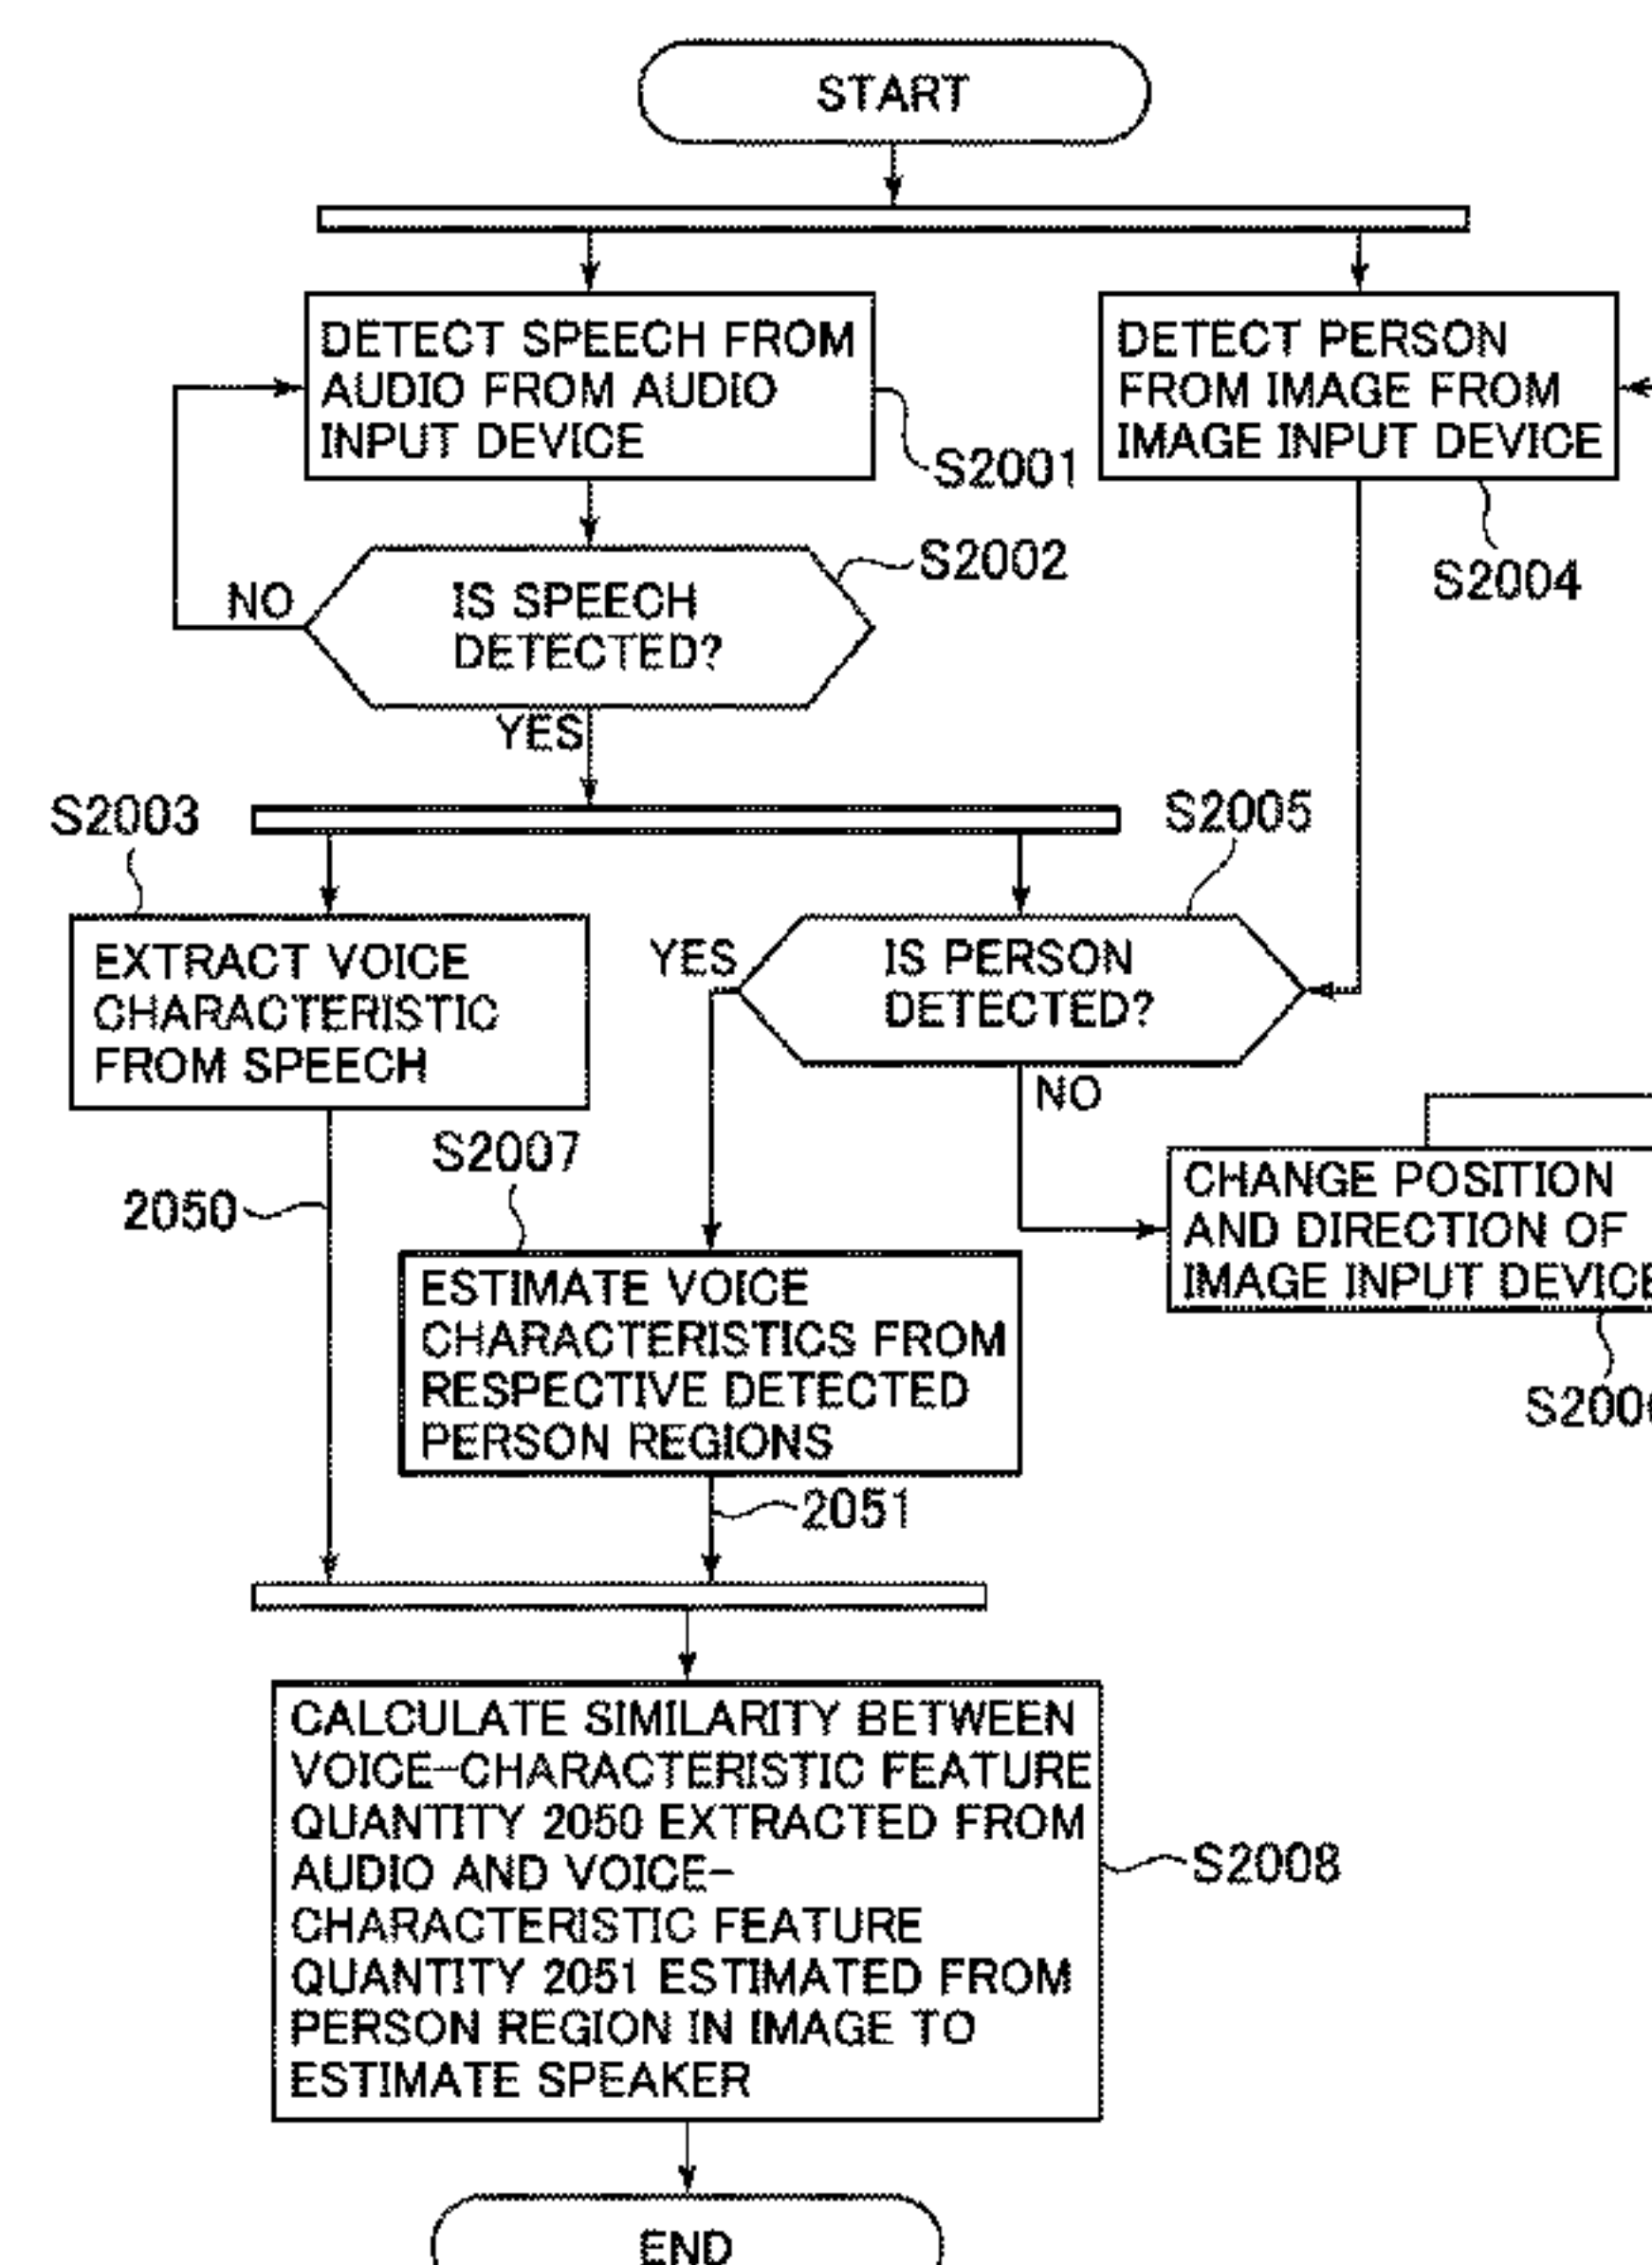 START
DETECT SPEECH FROM
AUDIO FROM AUDIO
INPUT DEVICE
S2001
DETECT PERSON
FROM IMAGE FROM
IMAGE INPUT DEVICE
S2004
S2002
IS SPEECH
DETECTED?
NO
YES
S2003
S2005
EXTRACT VOICE
CHARACTERISTIC
FROM SPEECH
YES
IS PERSON
DETECTED?
NO
S2007
2050
CHANGE POSITION
AND DIRECTION OF
IMAGE INPUT DEVICE
ESTIMATE VOICE
CHARACTERISTICS FROM
RESPECTIVE DETECTED
PERSON REGIONS
S2006
2051
CALCULATE SIMILARITY BETWEEN
VOICE-CHARACTERISTIC FEATURE
QUANTITY 2050 EXTRACTED FROM
AUDIO AND VOICE-
CHARACTERISTIC FEATURE
QUANTITY 2051 ESTIMATED FROM
PERSON REGION IN IMAGE TO
ESTIMATE SPEAKER
S2008
END